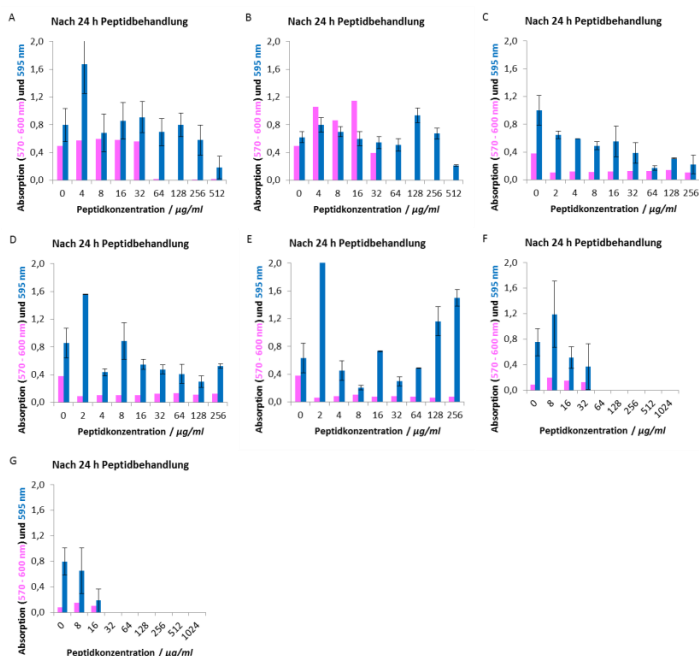 A
Nach 24 h Peptidbehandlung
Absorption (570 - 600 nm) und 595 nm
2,0
1,6
1,2
0,8
0,4
0,0
0 4 8 16 32 64 128 256 512
Peptidkonzentration / µg/ml
B
Nach 24 h Peptidbehandlung
Absorption (570 - 600 nm) und 595 nm
2,0
1,6
1,2
0,8
0,4
0,0
0 4 8 16 32 64 128 256 512
Peptidkonzentration / µg/ml
C
Nach 24 h Peptidbehandlung
Absorption (570 - 600 nm) und 595 nm
2,0
1,6
1,2
0,8
0,4
0,0
0 2 4 8 16 32 64 128 256
Peptidkonzentration / µg/ml
D
Nach 24 h Peptidbehandlung
Absorption (570 - 600 nm) und 595 nm
2,0
1,6
1,2
0,8
0,4
0,0
0 2 4 8 16 32 64 128 256
Peptidkonzentration / µg/ml
E
Nach 24 h Peptidbehandlung
Absorption (570 - 600 nm) und 595 nm
2,0
1,6
1,2
0,8
0,4
0,0
0 2 4 8 16 32 64 128 256
Peptidkonzentration / µg/ml
F
Nach 24 h Peptidbehandlung
Absorption (570 - 600 nm) und 595 nm
2,0
1,6
1,2
0,8
0,4
0,0
0 8 16 32 64 128 256 512 1024
Peptidkonzentration / µg/ml
G
Nach 24 h Peptidbehandlung
Absorption (570 - 600 nm) und 595 nm
2,0
1,6
1,2
0,8
0,4
0,0
0 8 16 32 64 128 256 512 1024
Peptidkonzentration / µg/ml